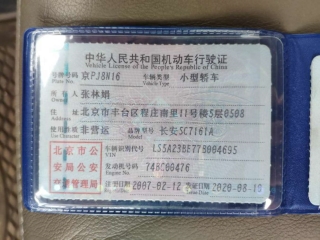 中华人民共和国机动车行驶证
Vehicle License of the People's Republic of China
号牌号码 京PJ8N16 车辆类型 小型轿车
Plate No. Vehicle Type
所有人 张林娟
住址 北京市丰台区程庄南里11号楼5层0508
使用性质 非营运 品牌型号 长安SC7161A
北京市公 车辆识别代号 LS5A23BF77B004695
VIN
安局公安 发动机号码 74BC00476
Engine No.
交通管理局 注册日期 2007-02-12 发证日期